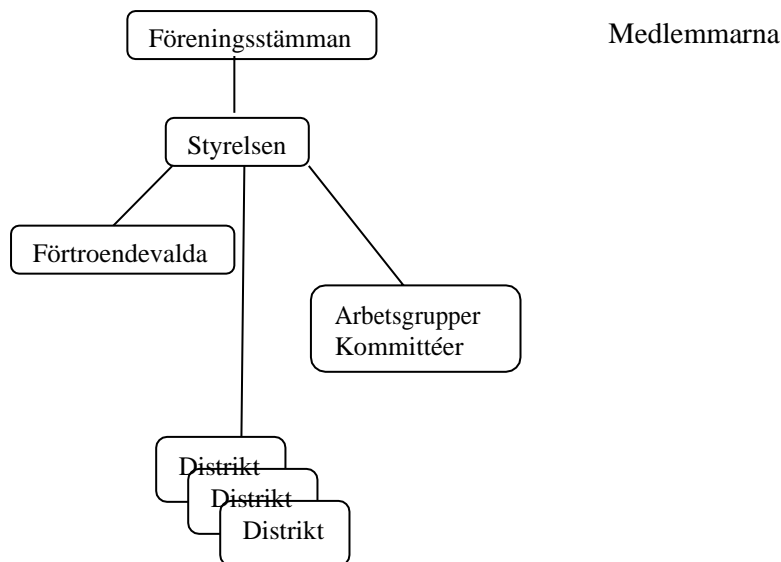 Föreningsstämman
Medlemmarna
Styrelsen
Förtroendevalda
Arbetsgrupper
Kommittéer
Distrikt
Distrikt
Distrikt